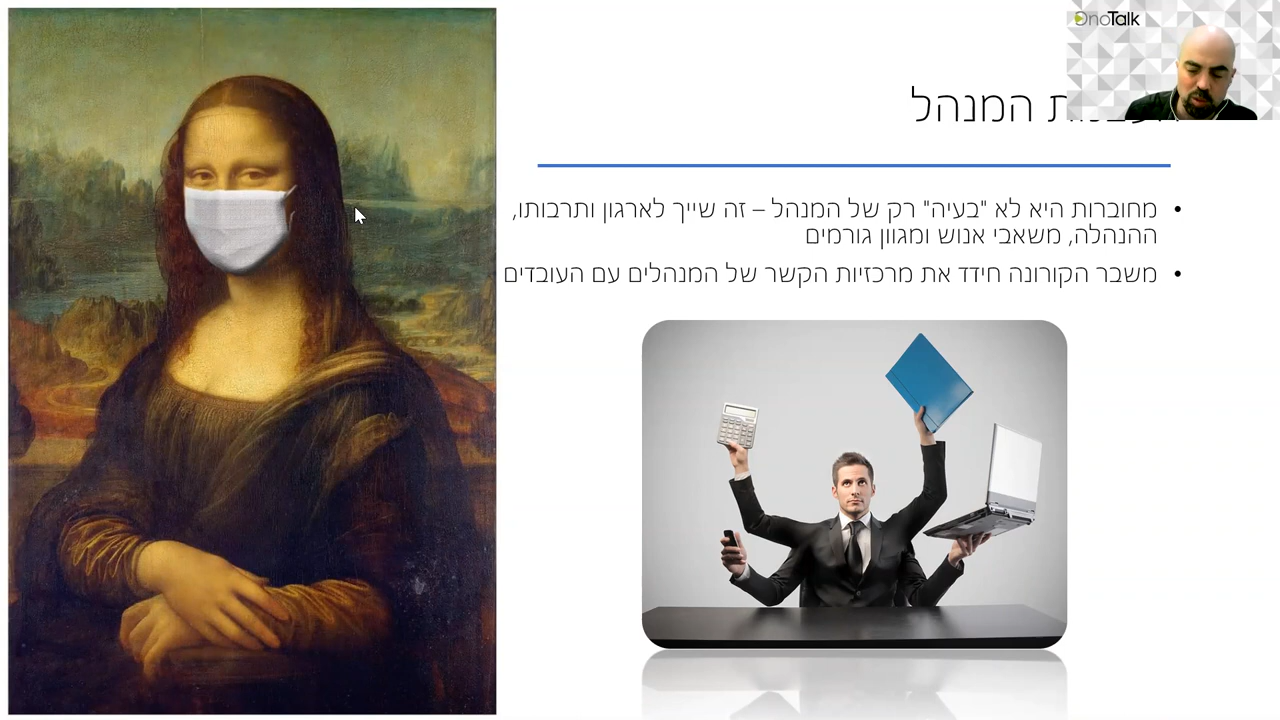 OnoTalk
המנהל
• מחוברות היא לא "בעיה" רק של המנהל – זה שייך לארגון ותרבותו,
ההנהלה, משאבי אנוש ומגוון גורמים
• משבר הקורונה חידד את מרכזיות הקשר של המנהלים עם העובדים